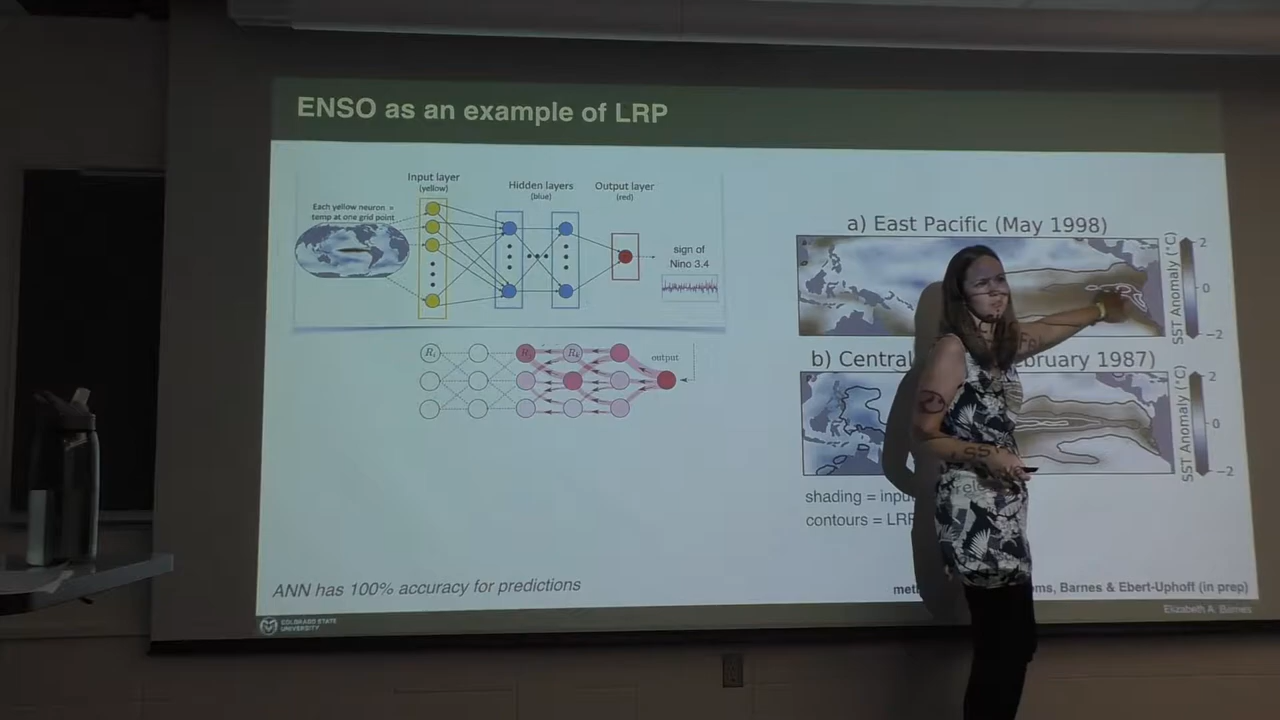 ENSO as an example of LRP
Input layer
(yellow)
Hidden layers
(blue)
Output layer
(red)
Each yellow neuron =
temp at one grid point
sign of
Nino 3.4
output
a) East Pacific (May 1998)
SST Anomaly (°C)
2
0
−2
b) Central
bruary 1987)
SST Anomaly (°C)
2
0
−2
shading = inpu
contours = LRP
ANN has 100% accuracy for predictions
ms, Barnes & Ebert-Uphoff (in prep)
COLORADO STATE
UNIVERSITY
Elizabeth A. Barnes